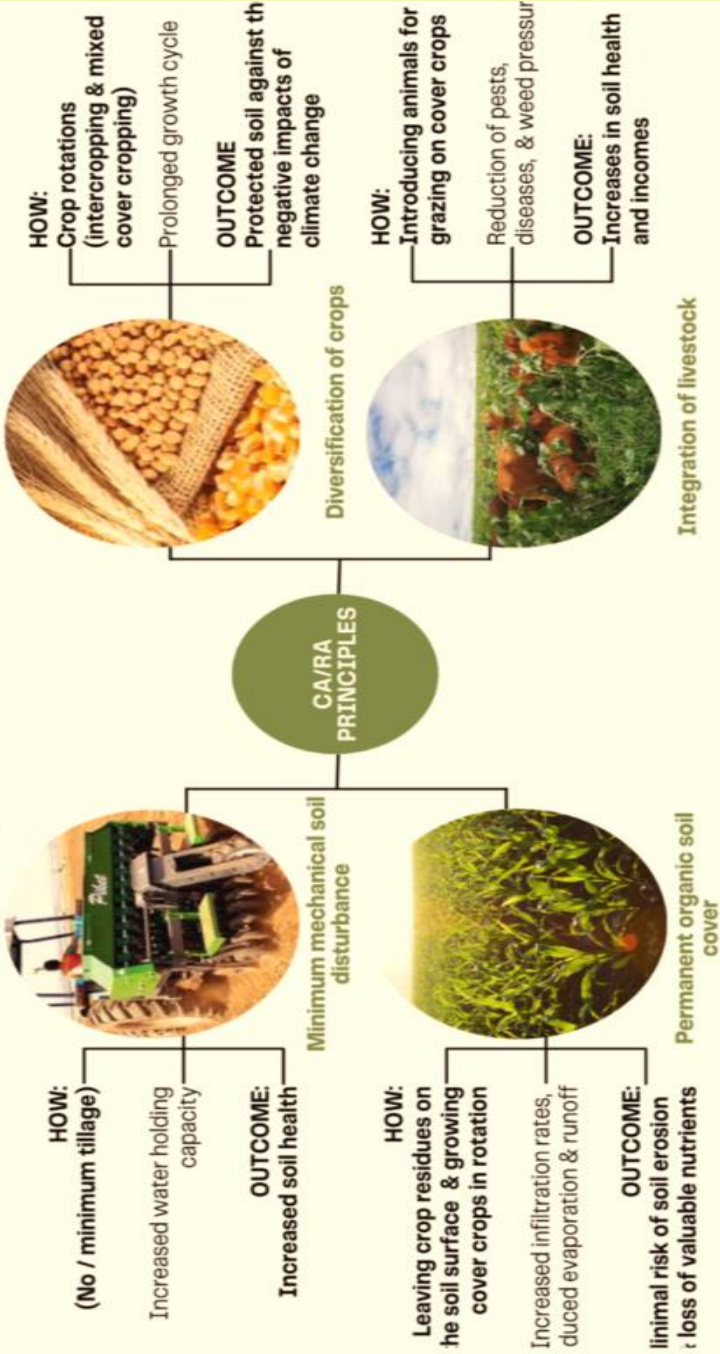 HOW:
(No / minimum tillage)
Increased water holding
capacity
OUTCOME:
Increased soil health
Minimum mechanical soil
disturbance
HOW:
Leaving crop residues on
he soil surface & growing
cover crops in rotation
Increased infiltration rates,
duced evaporation & runoff
OUTCOME:
linimal risk of soil erosion
loss of valuable nutrients
Permanent organic soil
cover
CA/RA
PRINCIPLES
HOW:
Crop rotations
(intercropping & mixed
cover cropping)
Prolonged growth cycle
OUTCOME
Protected soil against th
negative impacts of
climate change
Diversification of crops
HOW:
Introducing animals for
grazing on cover crops
Reduction of pests,
diseases, & weed pressur
OUTCOME:
Increases in soil health
and incomes
Integration of livestock